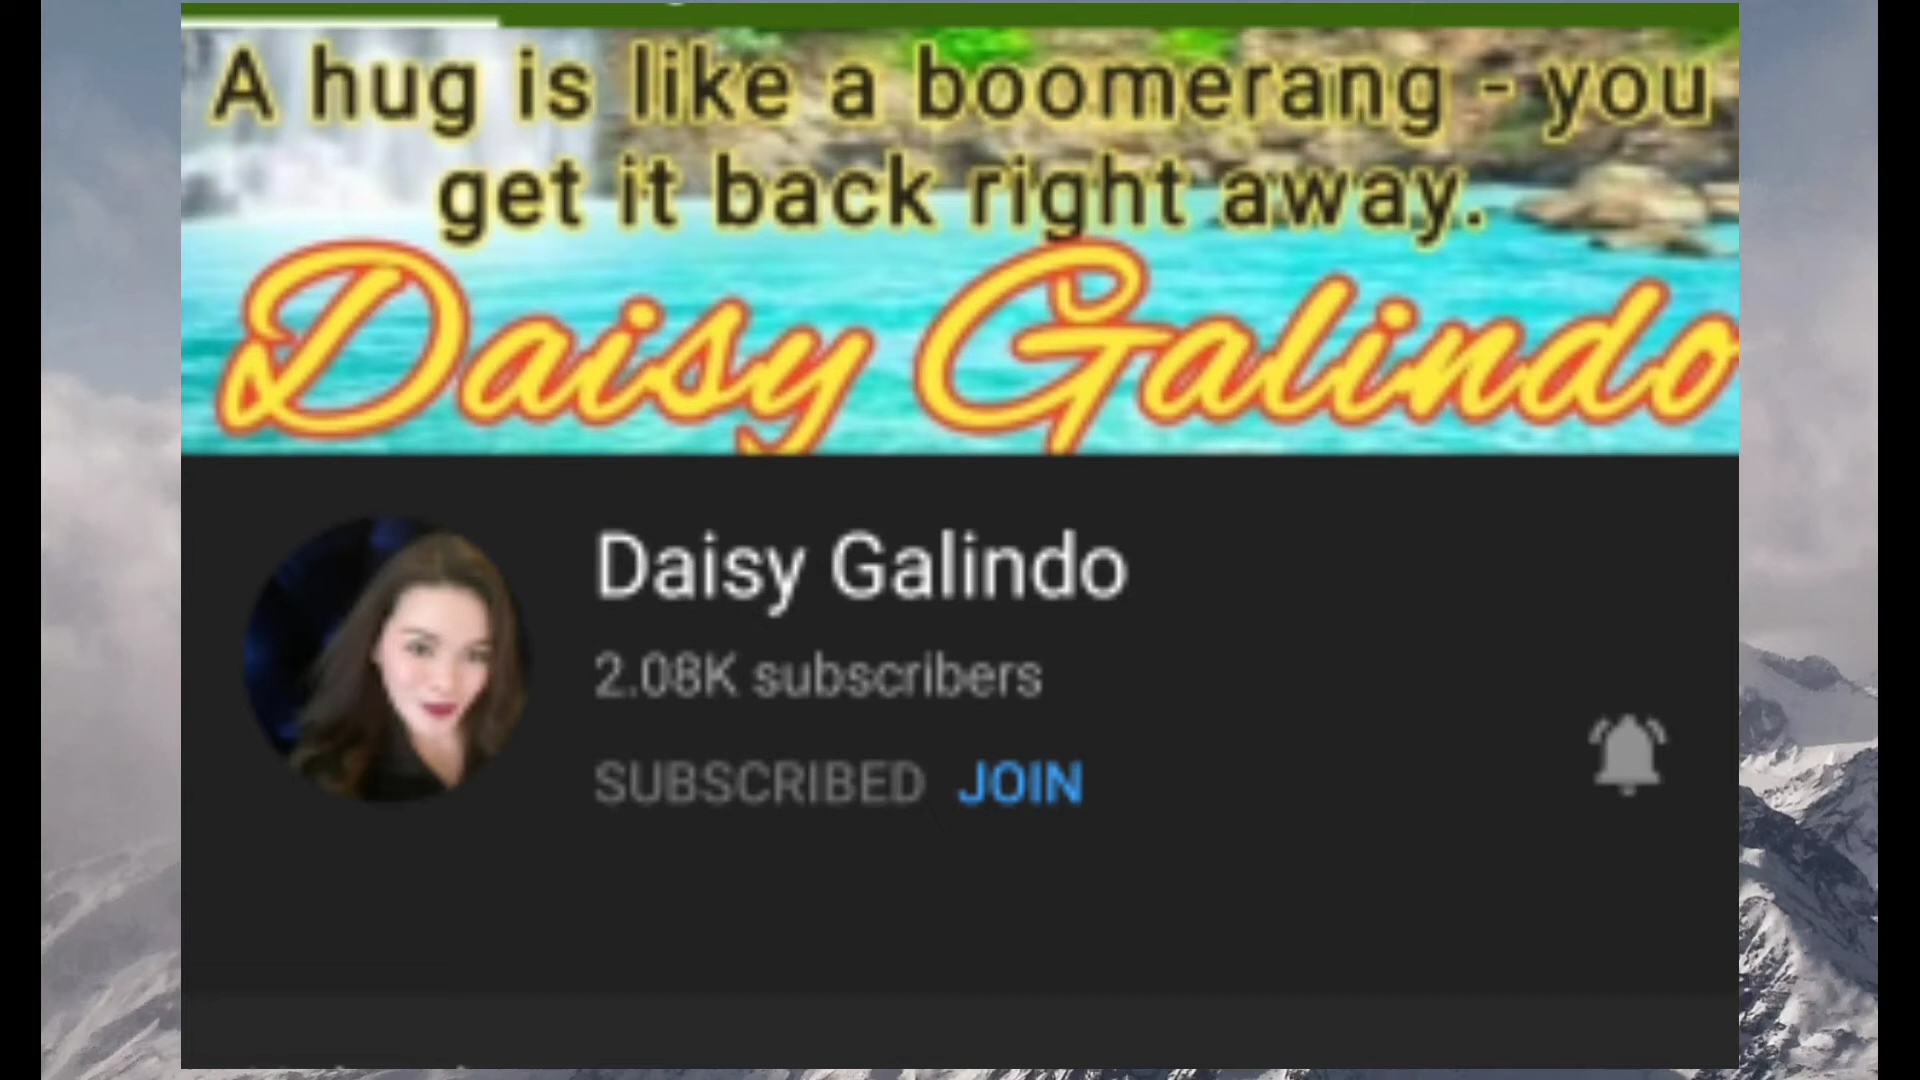 A hug is like a boomerang - you
get it back right away.
Daisy Galindo
Daisy Galindo
2.08K subscribers
SUBSCRIBED JOIN